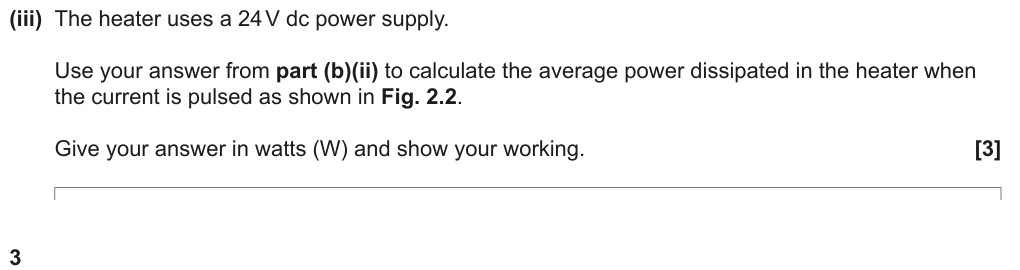 (iii) The heater uses a 24 V dc power supply.
Use your answer from part (b)(ii) to calculate the average power dissipated in the heater when
the current is pulsed as shown in Fig. 2.2.
Give your answer in watts (W) and show your working. [3]
3